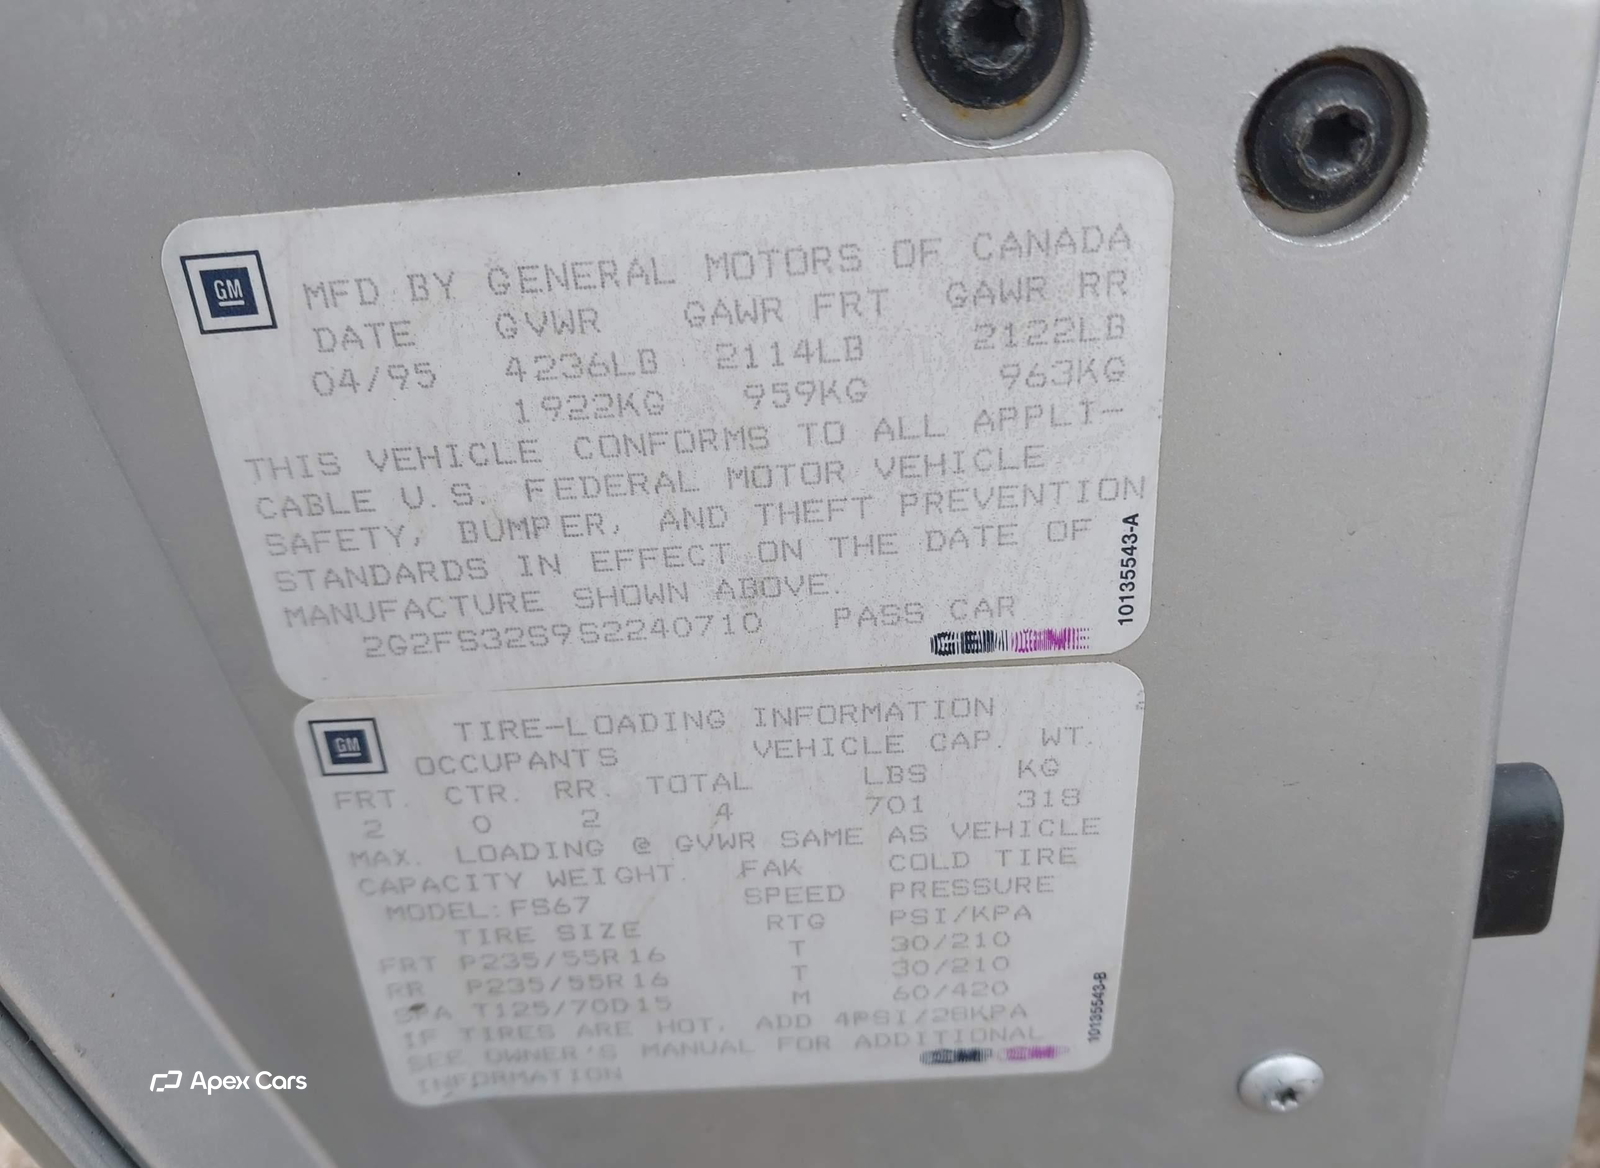 GM
MFD BY GENERAL MOTORS OF CANADA
DATE GVWR GAWR FRT GAWR RR
04/95 4236LB 2114LB 2122LB
1922KG 959KG 963KG
THIS VEHICLE CONFORMS TO ALL APPLI-
CABLE U.S. FEDERAL MOTOR VEHICLE
SAFETY, BUMPER, AND THEFT PREVENTION
STANDARDS IN EFFECT ON THE DATE OF
MANUFACTURE SHOWN ABOVE.
2G2FS32S9S2240710 PASS CAR
GM
10135543-A
GM
TIRE-LOADING INFORMATION
OCCUPANTS VEHICLE CAP. WT.
FRT. CTR. RR. TOTAL LBS KG
2 0 2 4 701 318
MAX. LOADING @ GVWR SAME AS VEHICLE
CAPACITY WEIGHT. FAK COLD TIRE
MODEL:FS67 SPEED PRESSURE
TIRE SIZE RTG PSI/KPA
FRT P235/55R16 T 30/210
RR P235/55R16 T 30/210
SPA T125/70D15 M 60/420
IF TIRES ARE HOT, ADD 4PSI/28KPA
SEE OWNER'S MANUAL FOR ADDITIONAL
INFORMATION
10135543-B
Apex Cars